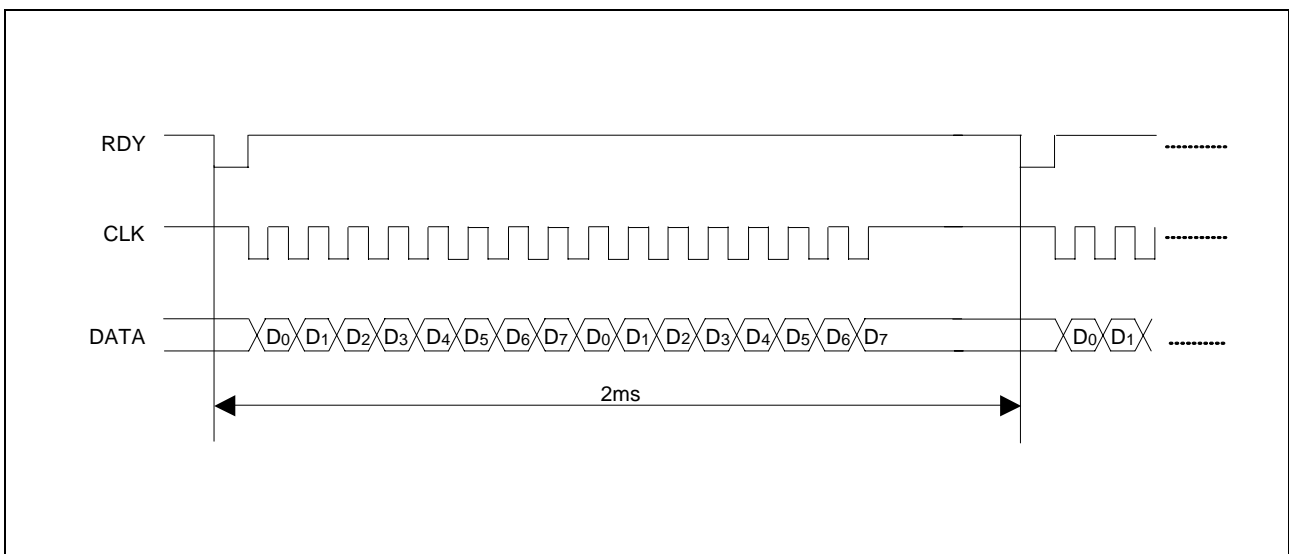 RDY
CLK
DATA D0 D1 D2 D3 D4 D5 D6 D7 D0 D1 D2 D3 D4 D5 D6 D7 D0 D1
2ms